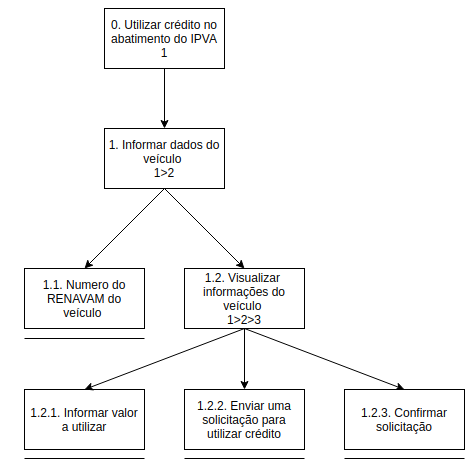 0. Utilizar crédito no
abatimento do IPVA
1
1. Informar dados do
veículo
1>2
1.1. Numero do
RENAVAM do
veículo
1.2. Visualizar
informações do
veículo
1>2>3
1.2.1. Informar valor
a utilizar
1.2.2. Enviar uma
solicitação para
utilizar crédito
1.2.3. Confirmar
solicitação